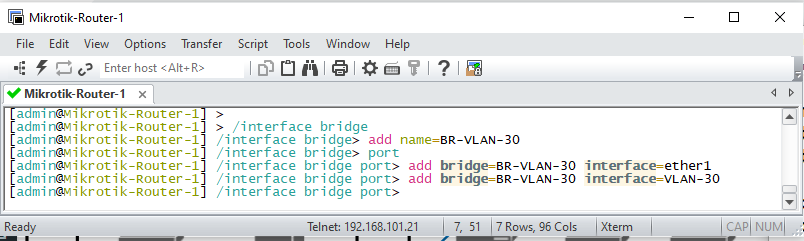 Mikrotik-Router-1
File Edit View Options Transfer Script Tools Window Help
Enter host <Alt+R>
Mikrotik-Router-1
[admin@Mikrotik-Router-1] >
[admin@Mikrotik-Router-1] > /interface bridge
[admin@Mikrotik-Router-1] /interface bridge> add name=BR-VLAN-30
[admin@Mikrotik-Router-1] /interface bridge> port
[admin@Mikrotik-Router-1] /interface bridge port> add bridge=BR-VLAN-30 interface=ether1
[admin@Mikrotik-Router-1] /interface bridge port> add bridge=BR-VLAN-30 interface=VLAN-30
[admin@Mikrotik-Router-1] /interface bridge port>
Ready Telnet: 192.168.101.21 7, 51 7 Rows, 96 Cols Xterm CAP NUM